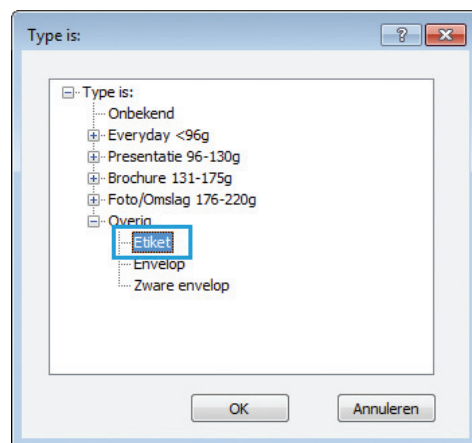 Type is:
Type is:
Onbekend
Everyday <96g
Presentatie 96-130g
Brochure 131-175g
Foto/Omslag 176-220g
Overig
Etiket
Envelop
Zware envelop
OK Annuleren